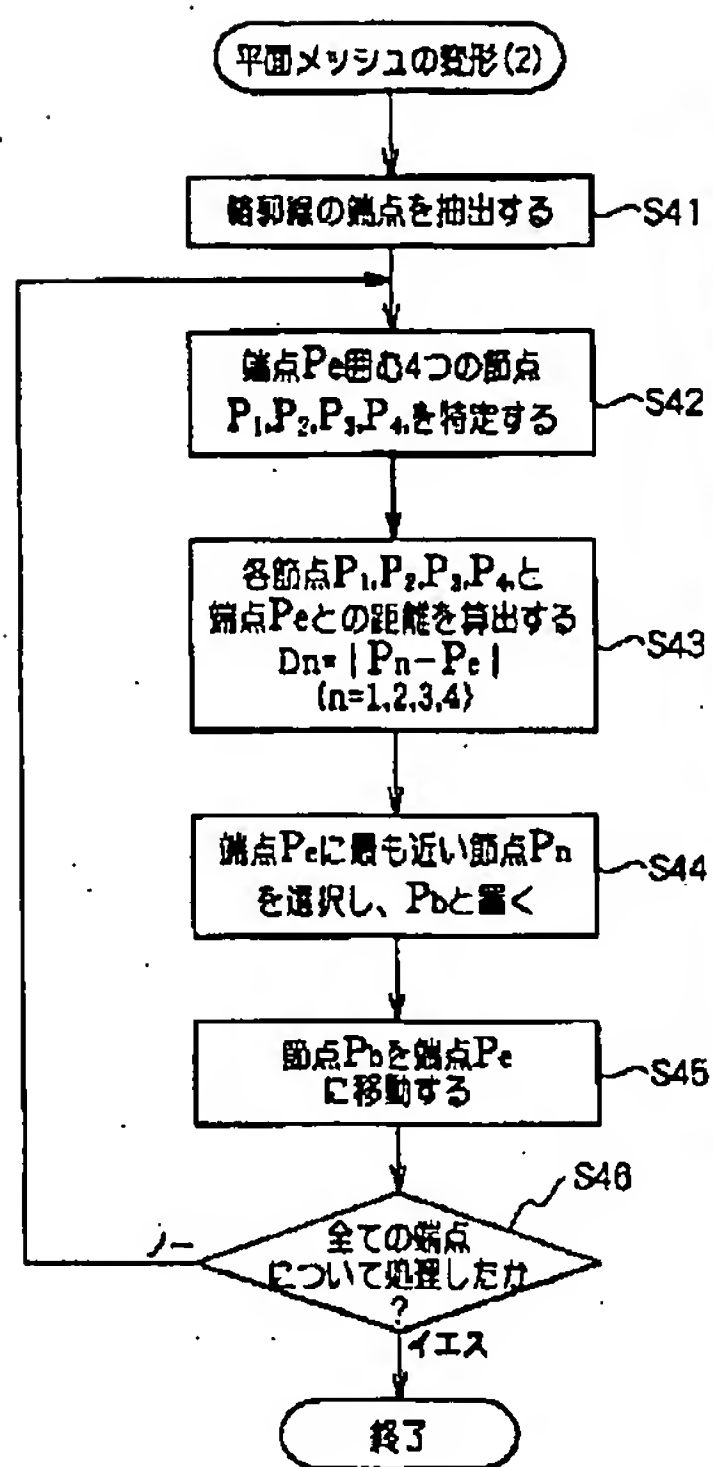 平面メッシュの変形(2)
輪郭線の端点を抽出する
S41
端点Pe囲む4つの節点
P1,P2,P3,P4,を特定する
S42
各節点P1,P2,P3,P4,と
端点Peとの距離を算出する
Dn=|Pn-Pe|
(n=1,2,3,4)
S43
端点Peに最も近い節点Pn
を選択し、Pbと置く
S44
節点Pbを端点Pe
に移動する
S45
S46
全ての端点
について処理したか
?
ノー
イエス
終了